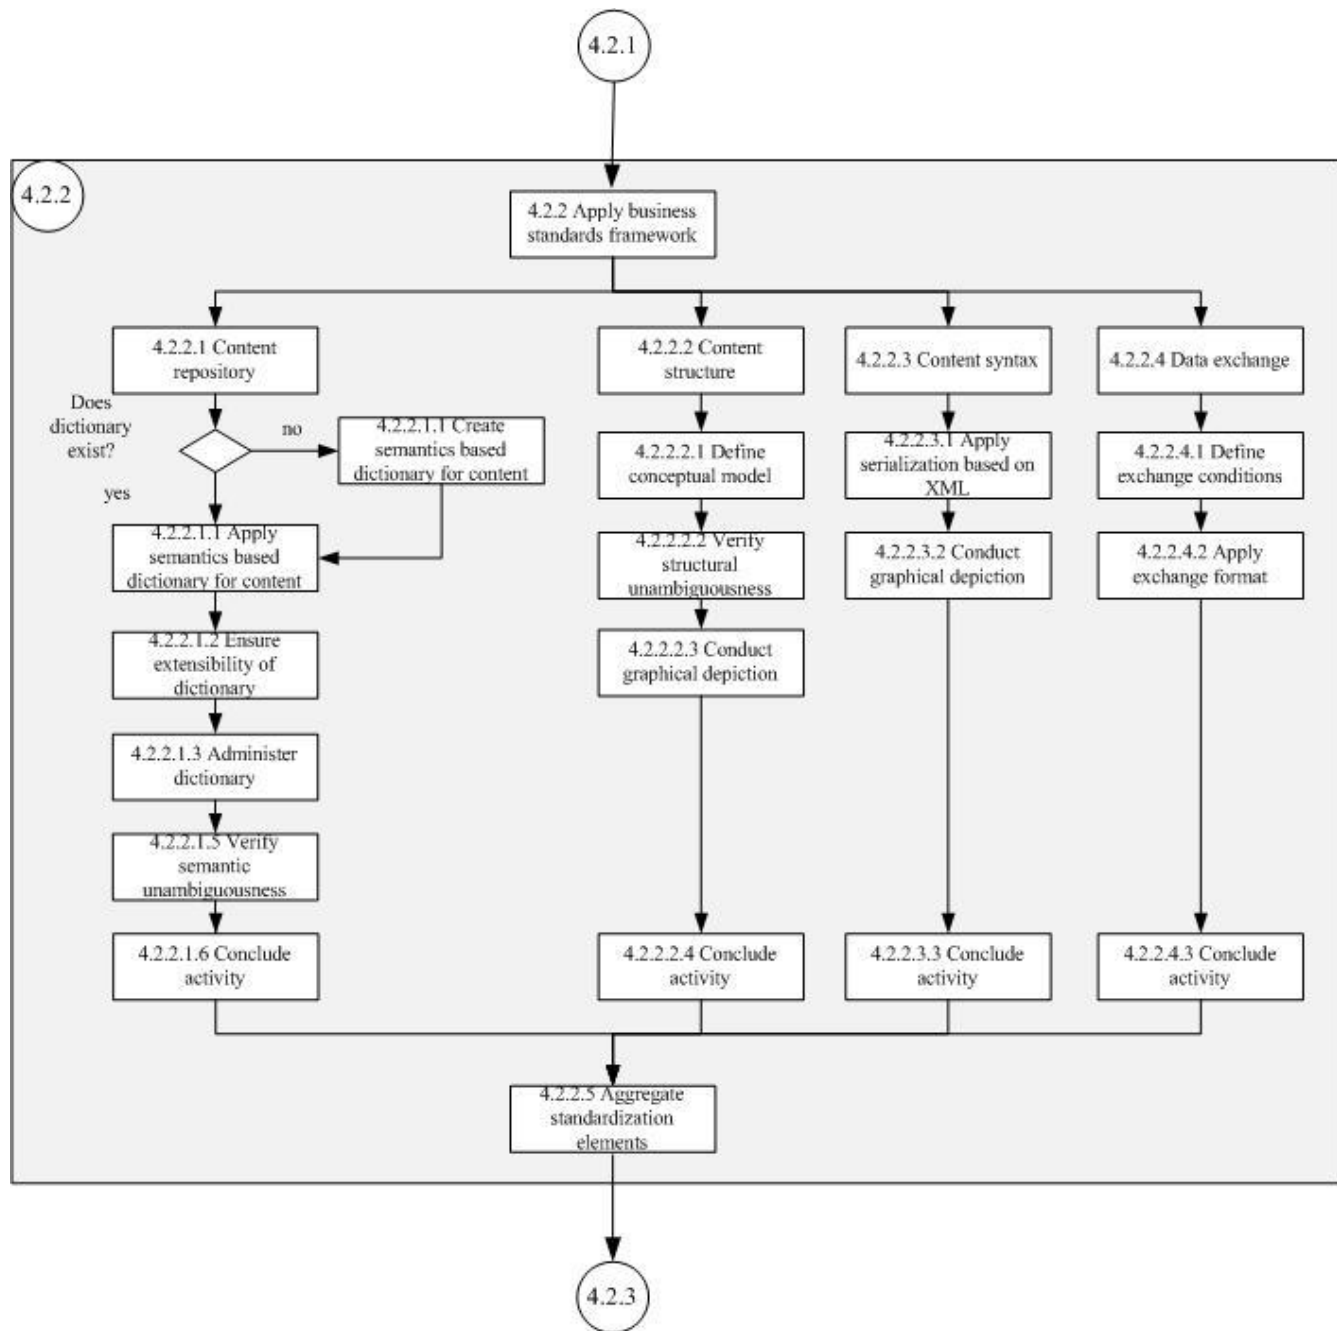 4.2.1
4.2.2
4.2.2 Apply business
standards framework
4.2.2.1 Content
repository
4.2.2.2 Content
structure
4.2.2.3 Content syntax
4.2.2.4 Data exchange
Does
dictionary
exist?
no
yes
4.2.2.1.1 Create
semantics based
dictionary for content
4.2.2.2.1 Define
conceptual model
4.2.2.3.1 Apply
serialization based on
XML
4.2.2.4.1 Define
exchange conditions
4.2.2.1.1 Apply
semantics based
dictionary for content
4.2.2.2.2 Verify
structural
unambiguousness
4.2.2.3.2 Conduct
graphical depiction
4.2.2.4.2 Apply
exchange format
4.2.2.1.2 Ensure
extensibility of
dictionary
4.2.2.2.3 Conduct
graphical depiction
4.2.2.1.3 Administer
dictionary
4.2.2.1.5 Verify
semantic
unambiguousness
4.2.2.1.6 Conclude
activity
4.2.2.2.4 Conclude
activity
4.2.2.3.3 Conclude
activity
4.2.2.4.3 Conclude
activity
4.2.2.5 Aggregate
standardization
elements
4.2.3